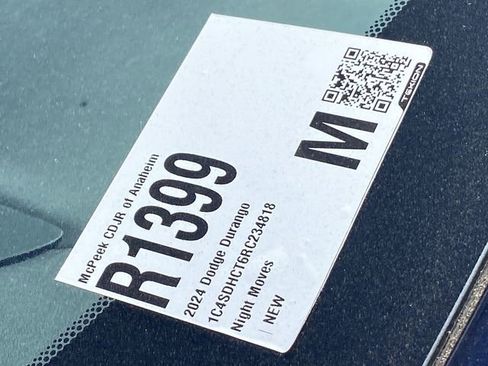 McPeek CDJR of Anaheim
R1399
2024 Dodge Durango
1C4SDHCT6RC234818
Night Moves
| NEW
M
TEKION